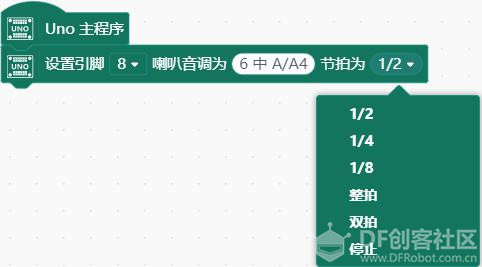 UNO Uno 主程序
UNO 设置引脚 8 喇叭音调为 6 中 A/A4 节拍为 1/2
1/2
1/4
1/8
整拍
双拍
停止
DF创客社区
www.DFRobot.com.cn